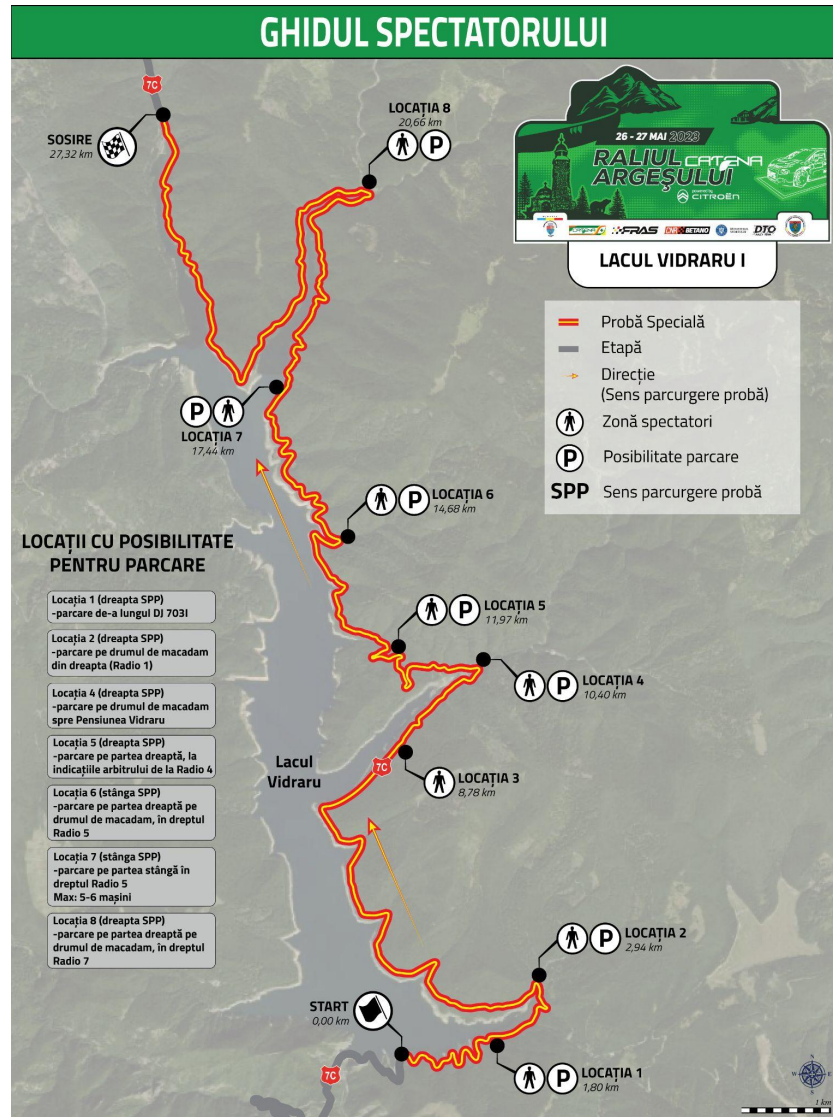 GHIDUL SPECTATORULUI
7C
SOSIRE
27,32 km
LOCAȚIA 8
20,66 km
P
26 - 27 MAI 2023
RALIUL
ARGEȘULUI
CATENA
powered by
CITROËN
FRAS
BETANO
DTO
LACUL VIDRARU I
Probă Specială
Etapă
Direcție
(Sens parcurgere probă)
Zonă spectatori
P Posibilitate parcare
SPP Sens parcurgere probă
P
LOCAȚIA 7
17,44 km
P LOCAȚIA 6
14,68 km
LOCAȚII CU POSIBILITATE
PENTRU PARCARE
Locația 1 (dreapta SPP)
-parcare de-a lungul DJ 703I
Locația 2 (dreapta SPP)
-parcare pe drumul de macadam
din dreapta (Radio 1)
Locația 4 (dreapta SPP)
-parcare pe drumul de macadam
spre Pensiunea Vidraru
Locația 5 (dreapta SPP)
-parcare pe partea dreaptă, la
indicațiile arbitrului de la Radio 4
Locația 6 (stânga SPP)
-parcare pe partea dreaptă pe
drumul de macadam, în dreptul
Radio 5
Locația 7 (stânga SPP)
-parcare pe partea stângă în
dreptul Radio 5
Max: 5-6 mașini
Locația 8 (dreapta SPP)
-parcare pe partea dreaptă pe
drumul de macadam, în dreptul
Radio 7
P LOCAȚIA 5
11,97 km
P LOCAȚIA 4
10,40 km
Lacul
Vidraru
7C
LOCAȚIA 3
8,78 km
P LOCAȚIA 2
2,94 km
START
0,00 km
P LOCAȚIA 1
1,80 km
7C
N
W
E
S
1 km